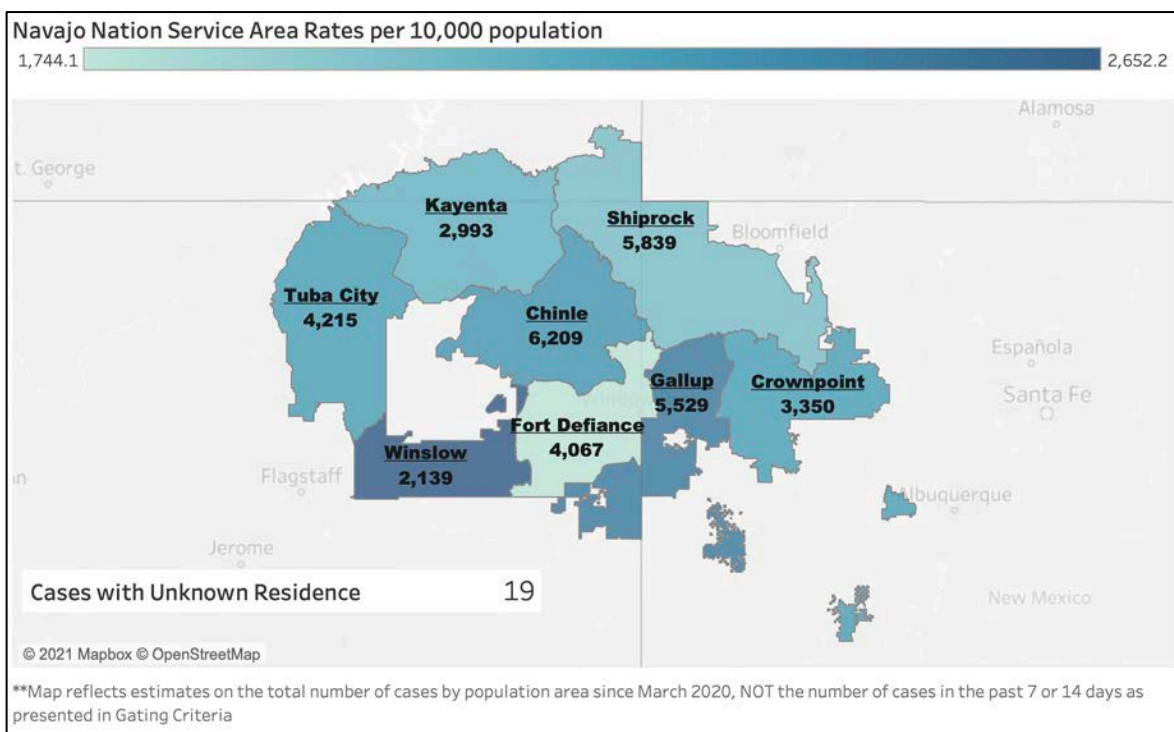 Navajo Nation Service Area Rates per 10,000 population
1,744.1
2,652.2
Alamosa
t. George
Kayenta
2,993
Shiprock
5,839
Bloomfield
Tuba City
4,215
Chinle
6,209
Española
Gallup
5,529
Crownpoint
3,350
Santa Fe
Fort Defiance
4,067
Winslow
2,139
Flagstaff
Albuquerque
Jerome
Cases with Unknown Residence 19
New Mexico
© 2021 Mapbox © OpenStreetMap
**Map reflects estimates on the total number of cases by population area since March 2020, NOT the number of cases in the past 7 or 14 days as
presented in Gating Criteria